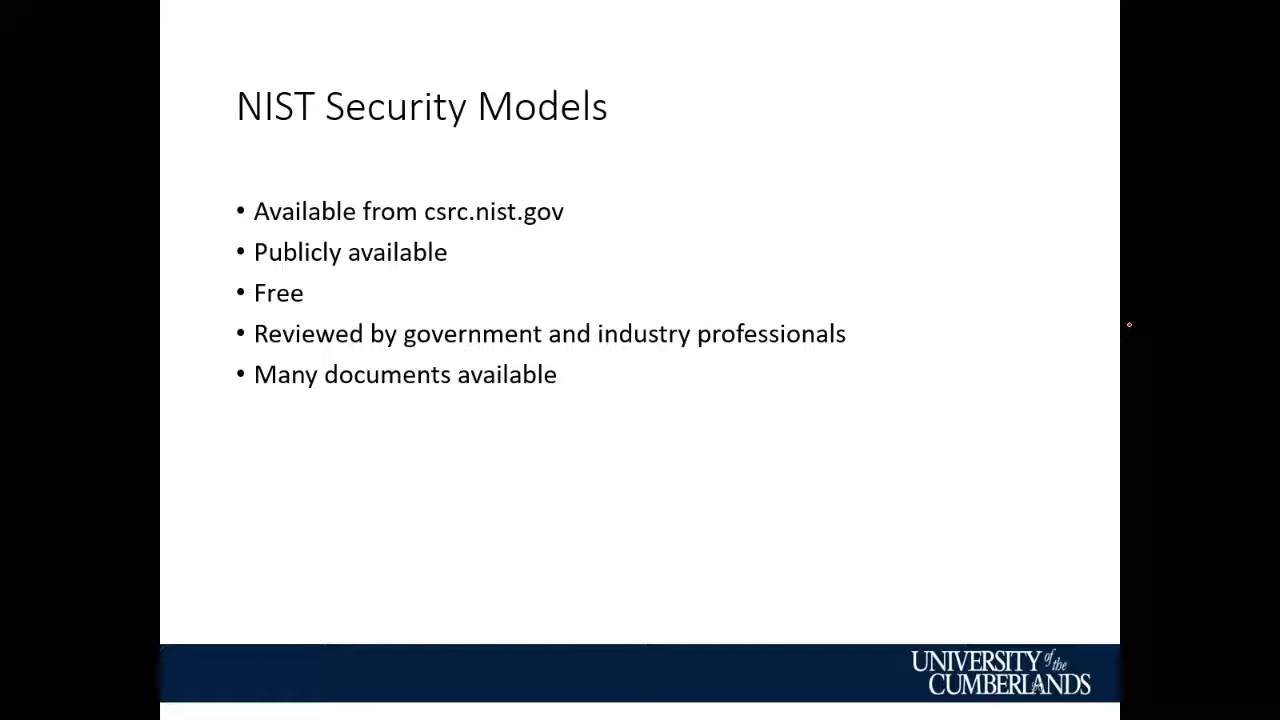 NIST Security Models
• Available from csrc.nist.gov
• Publicly available
• Free
• Reviewed by government and industry professionals
• Many documents available
UNIVERSITY of the
CUMBERLANDS